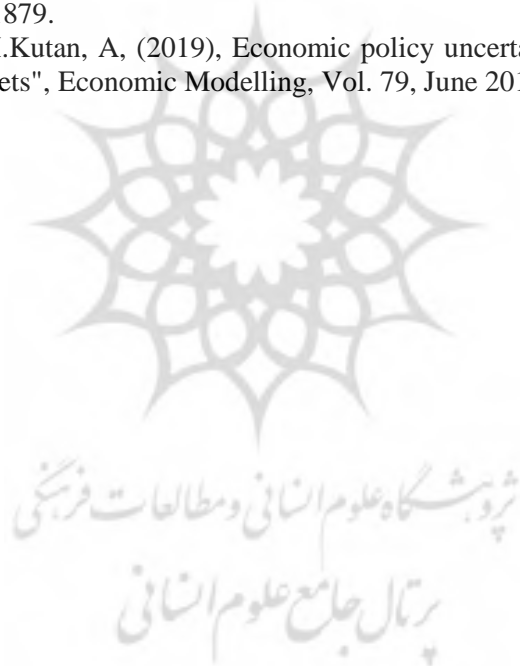 879.
.Kutan, A, (2019), Economic policy uncerta
ets", Economic Modelling, Vol. 79, June 201
پژوهشگاه علوم انسانی و مطالعات فرهنگی
پرتال جامع علوم انسانی